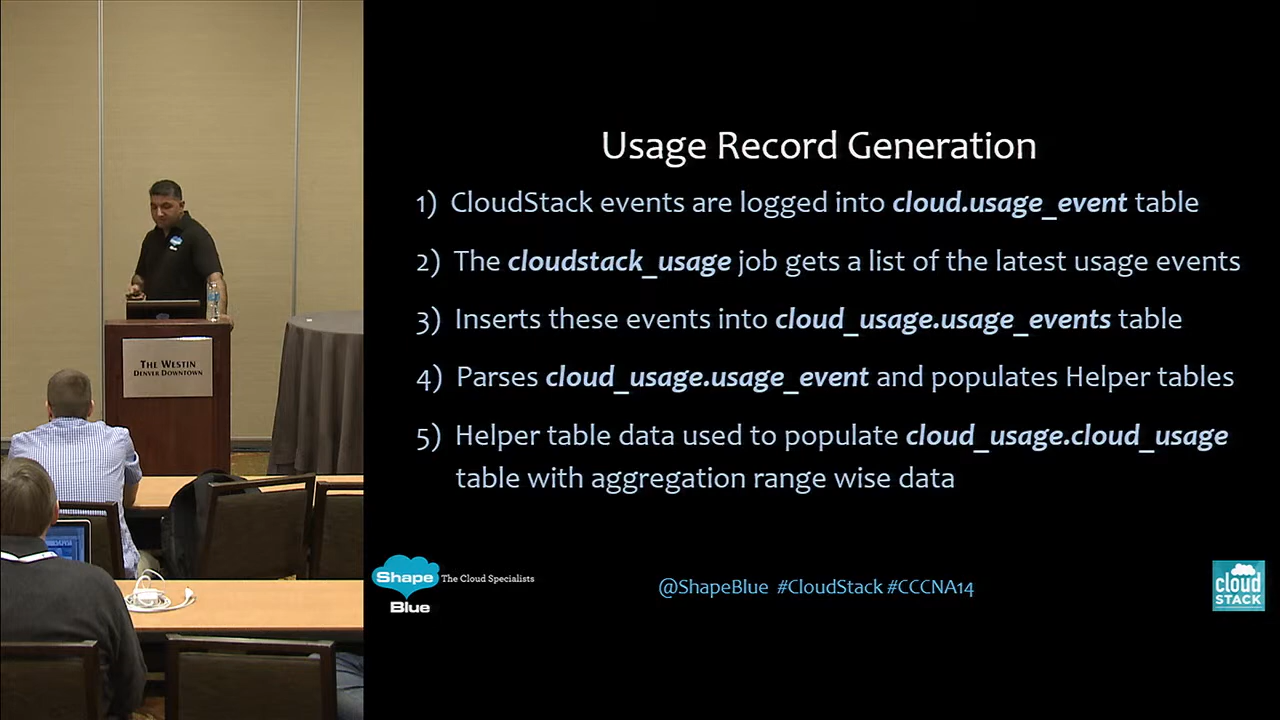 Usage Record Generation
1) CloudStack events are logged into cloud.usage_event table
2) The cloudstack_usage job gets a list of the latest usage events
3) Inserts these events into cloud_usage.usage_events table
4) Parses cloud_usage.usage_event and populates Helper tables
5) Helper table data used to populate cloud_usage.cloud_usage
table with aggregation range wise data
THE WESTIN
DENVER DOWNTOWN
Blue
Shape
Blue
The Cloud Specialists
@ShapeBlue #CloudStack #CCCNA14
cloud
STACK